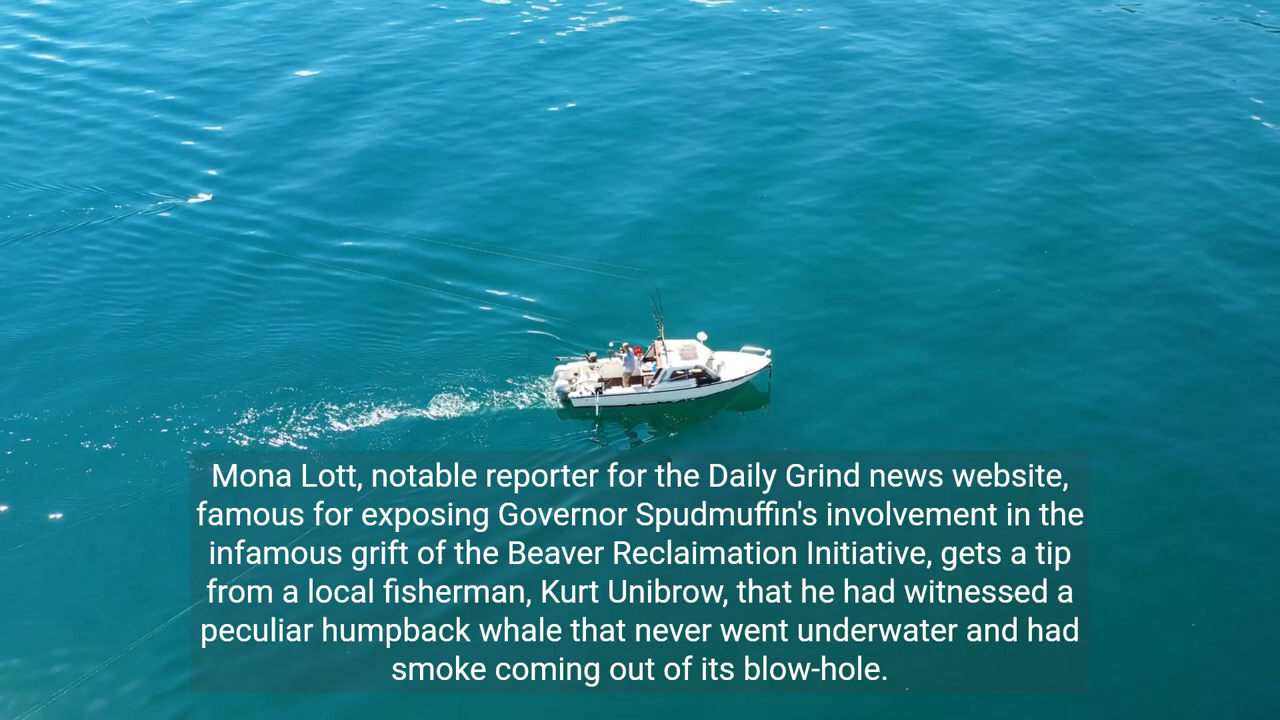 Mona Lott, notable reporter for the Daily Grind news website,
famous for exposing Governor Spudmuffin's involvement in the
infamous grift of the Beaver Reclaimation Initiative, gets a tip
from a local fisherman, Kurt Unibrow, that he had witnessed a
peculiar humpback whale that never went underwater and had
smoke coming out of its blow-hole.